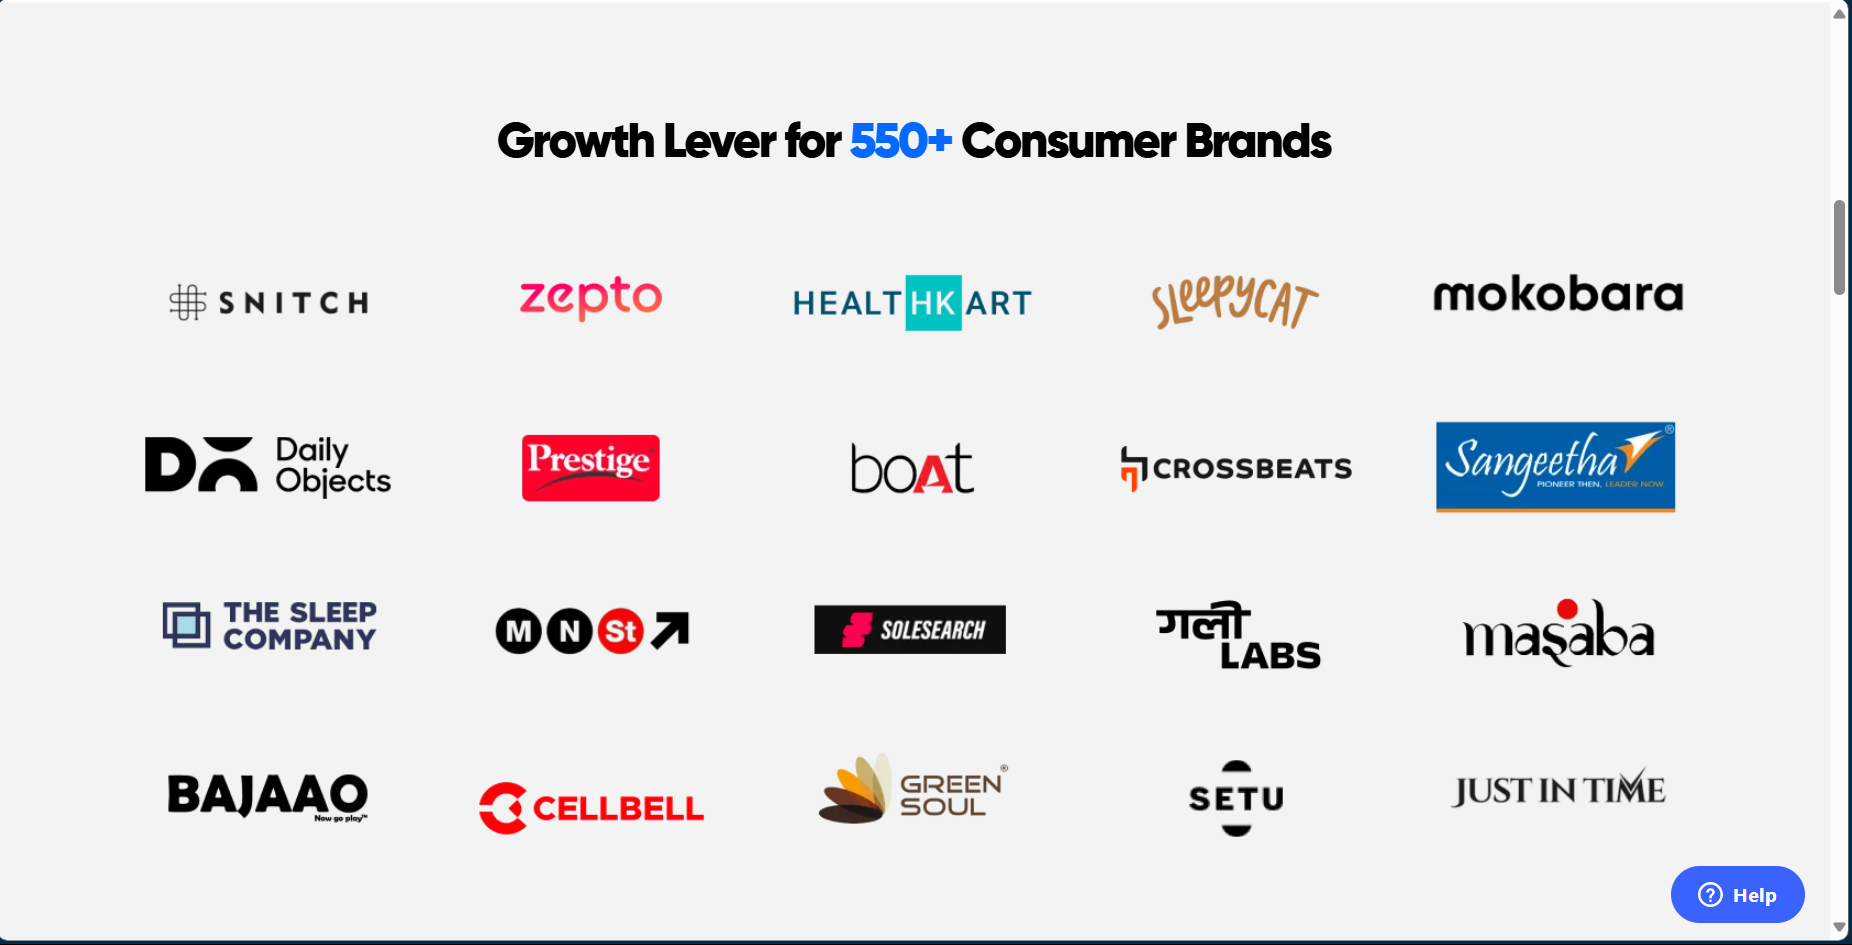 Growth Lever for 550+ Consumer Brands
SNITCH
zepto
HEALTHKART
SLEEPYCAT
mokobara
Daily
Objects
Prestige
boAt
CROSSBEATS
Sangeetha®
PIONEER THEN, LEADER NOW
THE SLEEP
COMPANY
M N St
SOLESEARCH
गली
LABS
masaba
BAJAAO
Now go play™
CELLBELL
GREEN®
SOUL
SETU
JUST IN TIME
Help